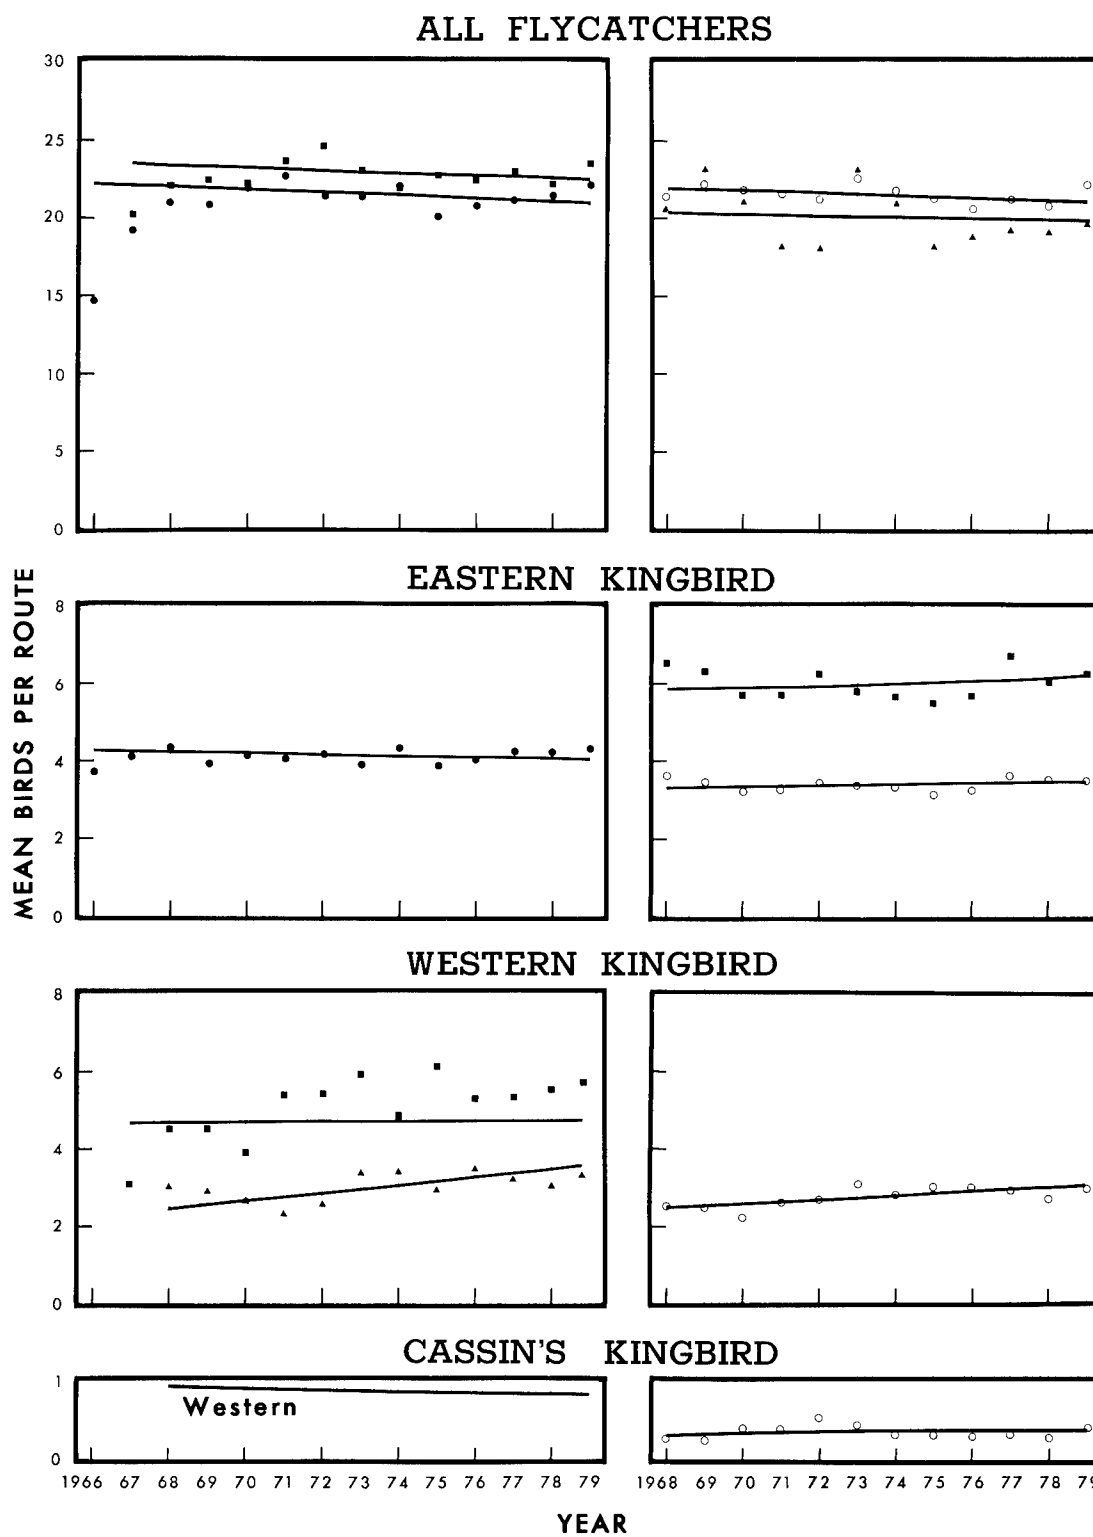 ALL FLYCATCHERS
30
25
20
15
10
5
0
EASTERN KINGBIRD
8
6
4
2
0
MEAN BIRDS PER ROUTE
WESTERN KINGBIRD
8
6
4
2
0
CASSIN'S KINGBIRD
1
Western
0
1966 67 68 69 70 71 72 73 74 75 76 77 78 79
1968 69 70 71 72 73 74 75 76 77 78 79
YEAR